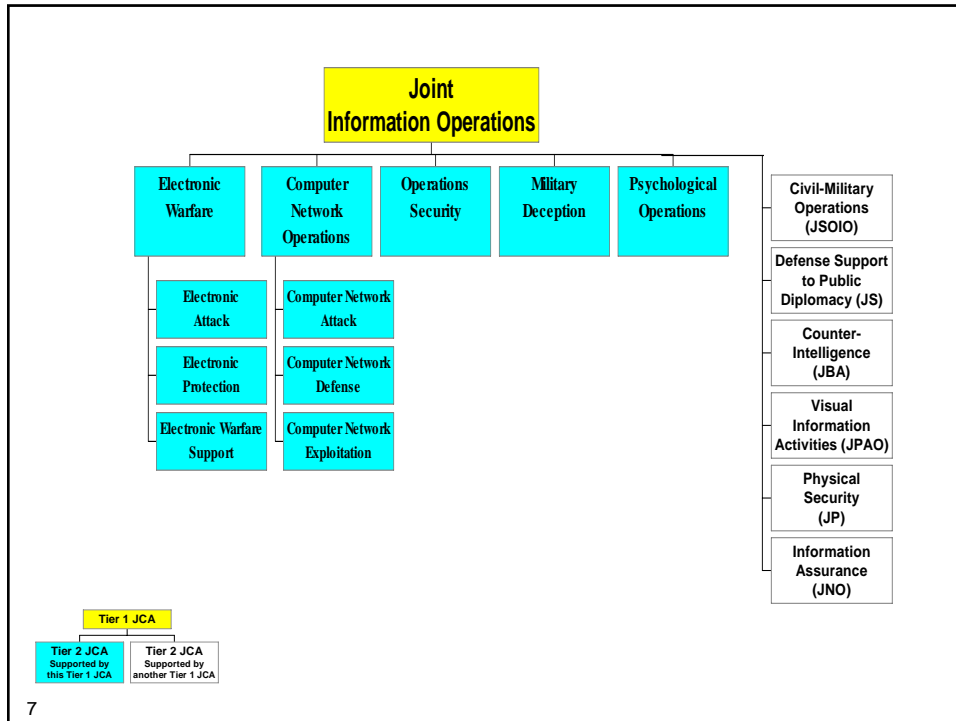 Joint
Information Operations
Electronic
Warfare
Computer
Network
Operations
Operations
Security
Military
Deception
Psychological
Operations
Electronic
Attack
Electronic
Protection
Electronic Warfare
Support
Computer Network
Attack
Computer Network
Defense
Computer Network
Exploitation
Civil-Military
Operations
(JSOIO)
Defense Support
to Public
Diplomacy (JS)
Counter-
Intelligence
(JBA)
Visual
Information
Activities (JPAO)
Physical
Security
(JP)
Information
Assurance
(JNO)
Tier 1 JCA
Tier 2 JCA
Supported by
this Tier 1 JCA
Tier 2 JCA
Supported by
another Tier 1 JCA
7